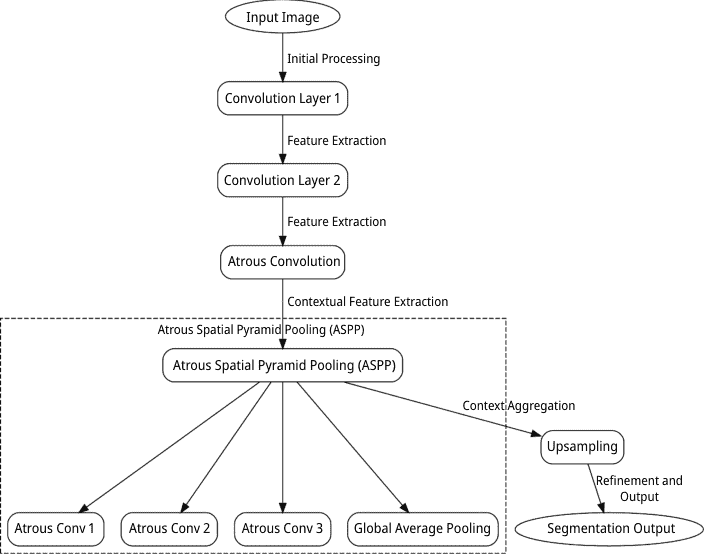 Input Image
Initial Processing
Convolution Layer 1
Feature Extraction
Convolution Layer 2
Feature Extraction
Atrous Convolution
Contextual Feature Extraction
Atrous Spatial Pyramid Pooling (ASPP)
Atrous Spatial Pyramid Pooling (ASPP)
Context Aggregation
Upsampling
Refinement and
Output
Atrous Conv 1
Atrous Conv 2
Atrous Conv 3
Global Average Pooling
Segmentation Output